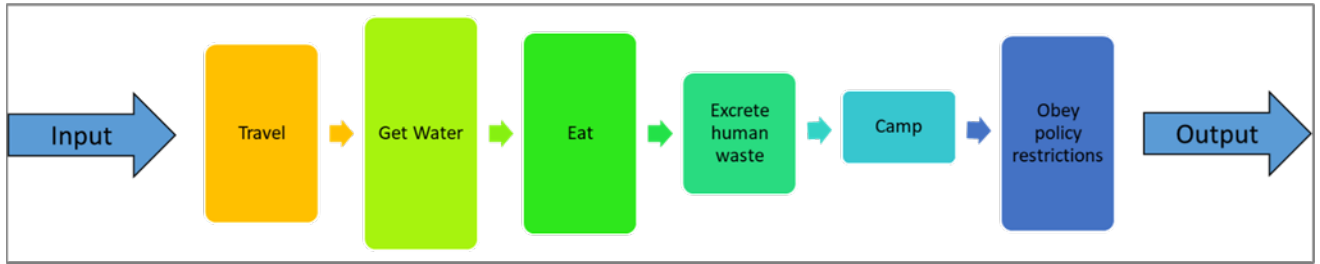 Input
Travel
Get Water
Eat
Excrete
human
waste
Camp
Obey
policy
restrictions
Output